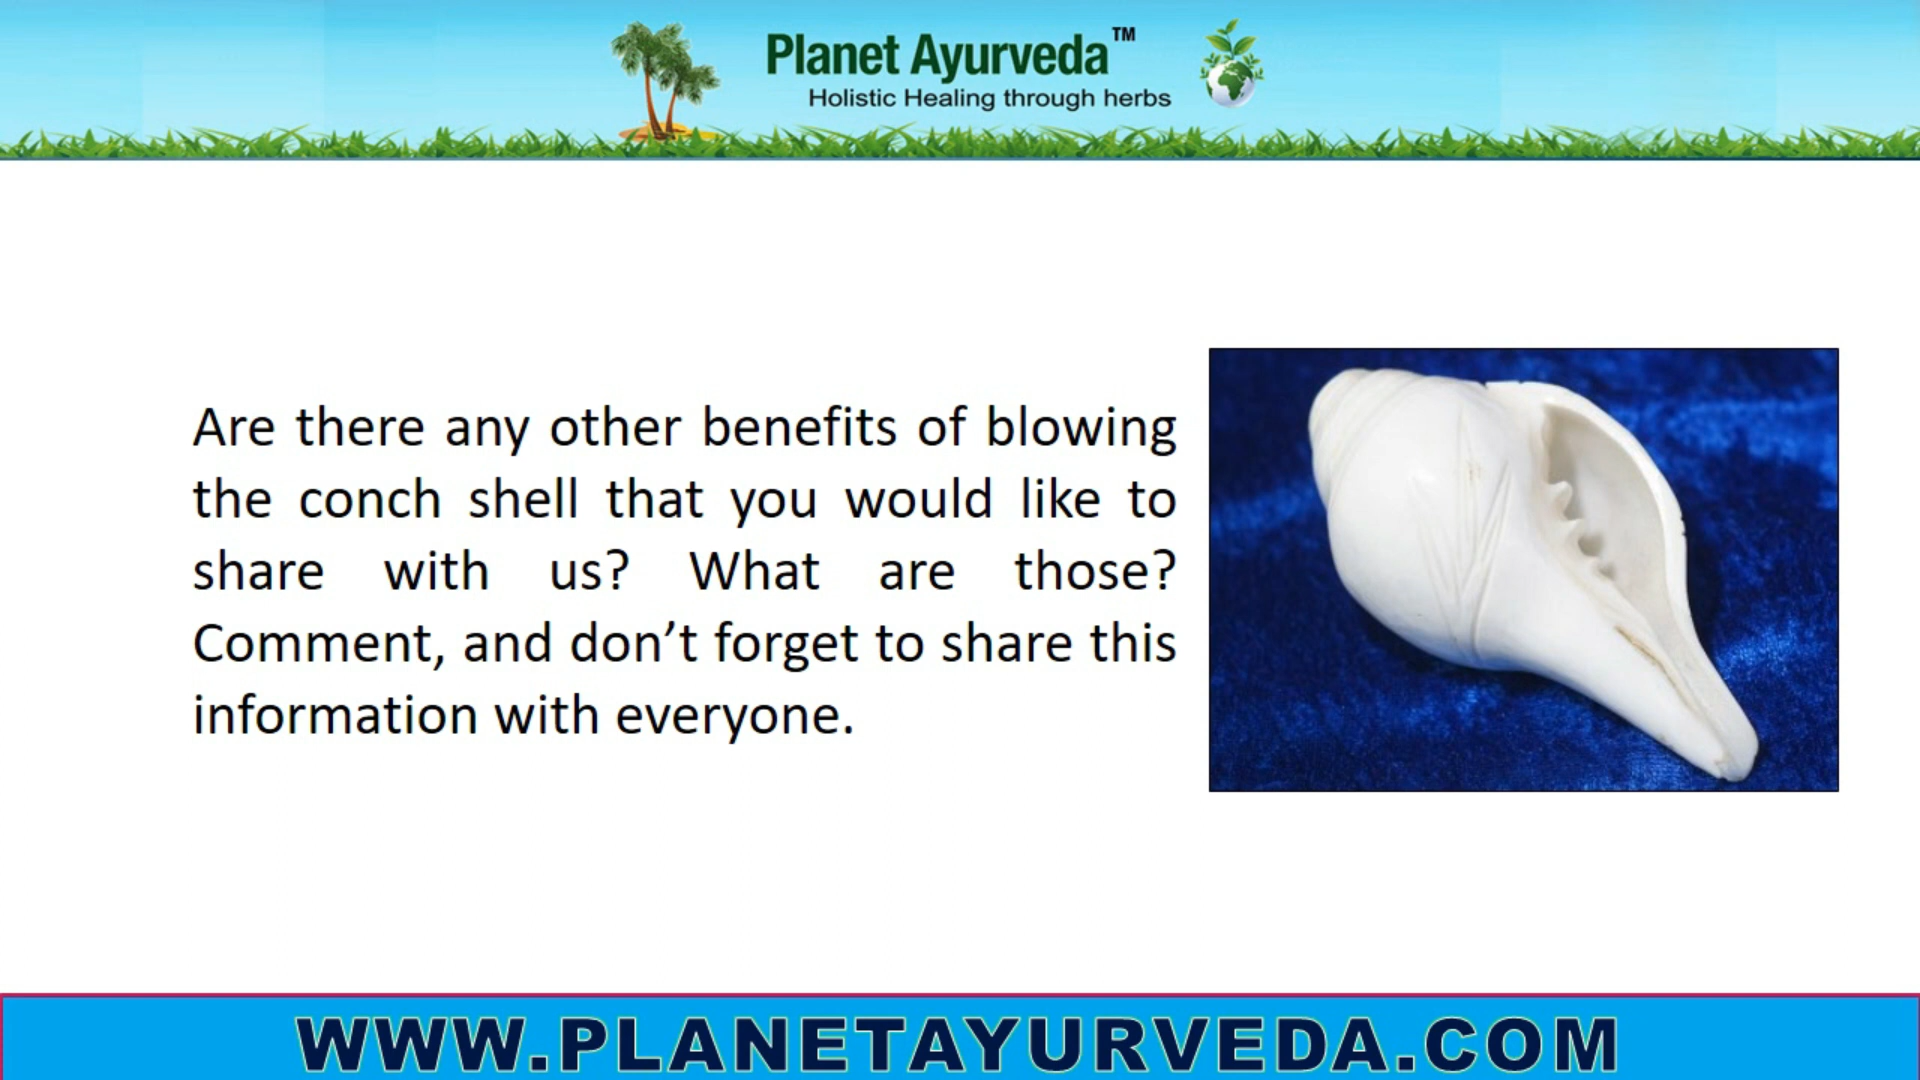 Planet Ayurveda™
Holistic Healing through herbs
Are there any other benefits of blowing
the conch shell that you would like to
share with us? What are those?
Comment, and don’t forget to share this
information with everyone.
WWW.PLANETAYURVEDA.COM